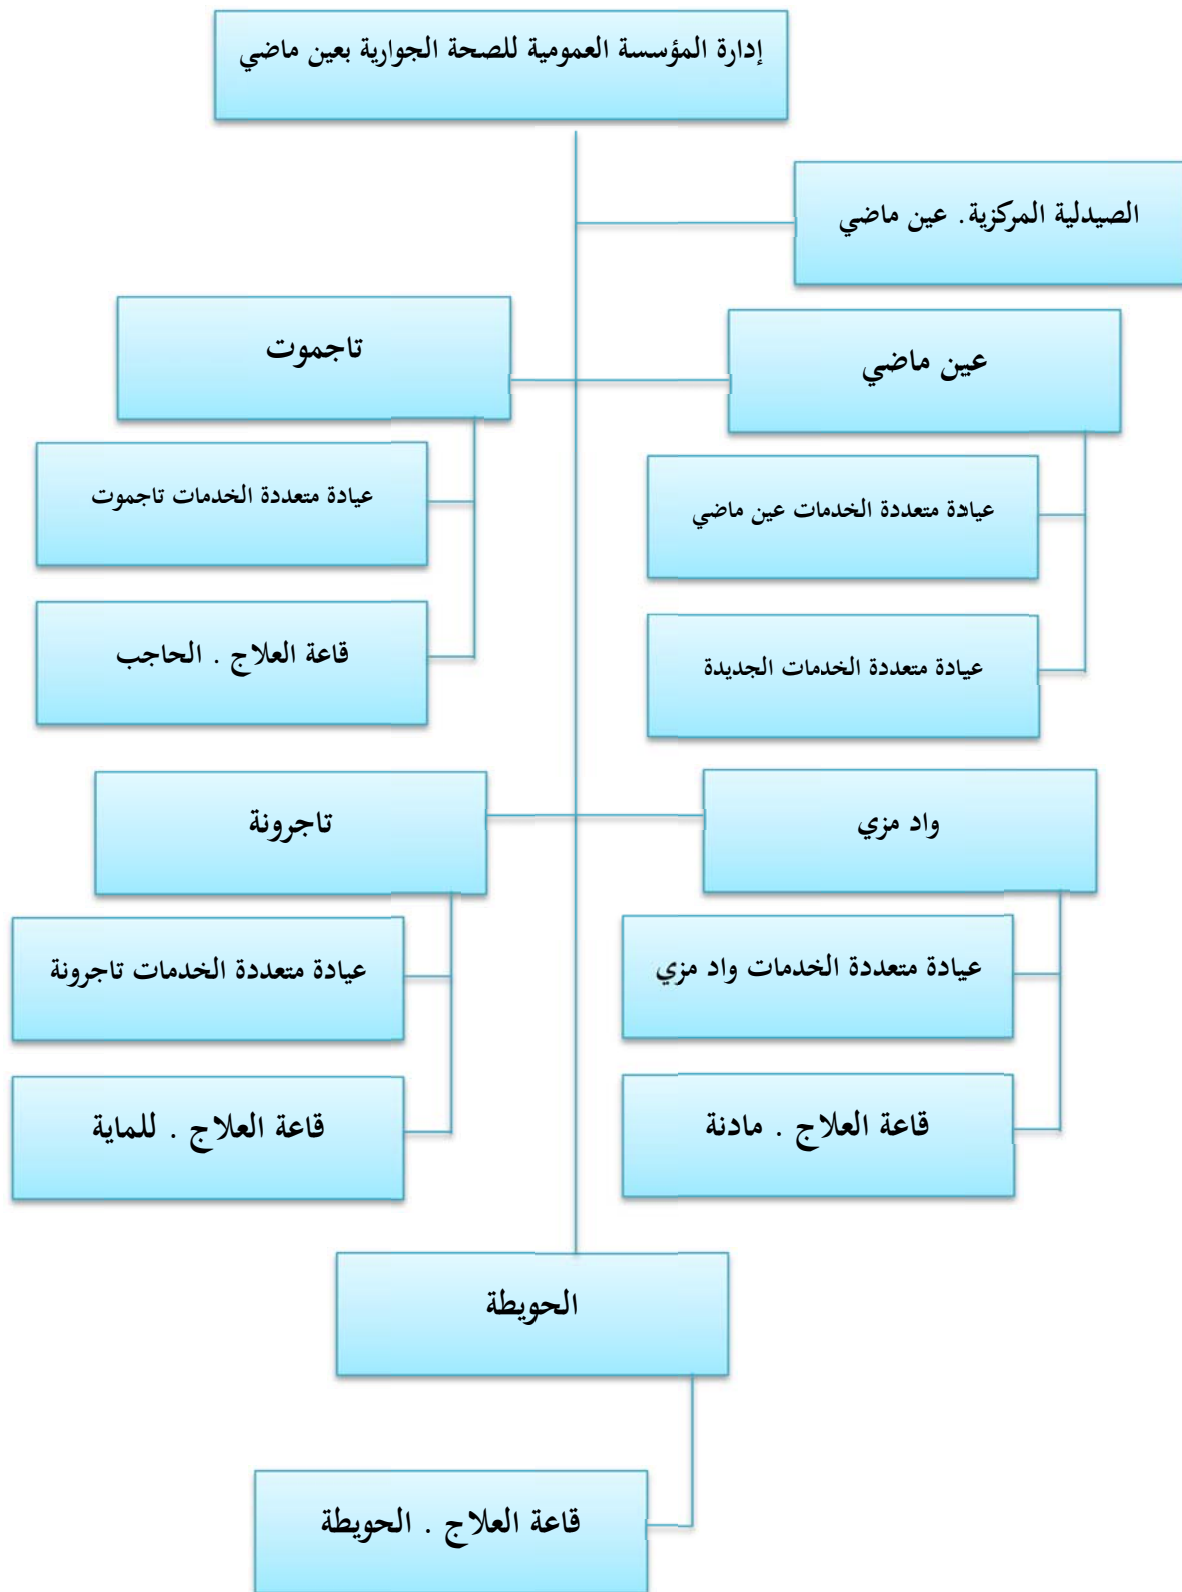 إدارة المؤسسة العمومية للصحة الجوارية بعين ماضي
الصيدلية المركزية. عين ماضي
عين ماضي
تاجموت
عيادة متعددة الخدمات عين ماضي
عيادة متعددة الخدمات تاجموت
عيادة متعددة الخدمات الجديدة
قاعة العلاج . الحاجب
واد مزي
تاجرونة
عيادة متعددة الخدمات واد مزي
عيادة متعددة الخدمات تاجرونة
قاعة العلاج . مادنة
قاعة العلاج . للماية
الحويطة
قاعة العلاج . الحويطة